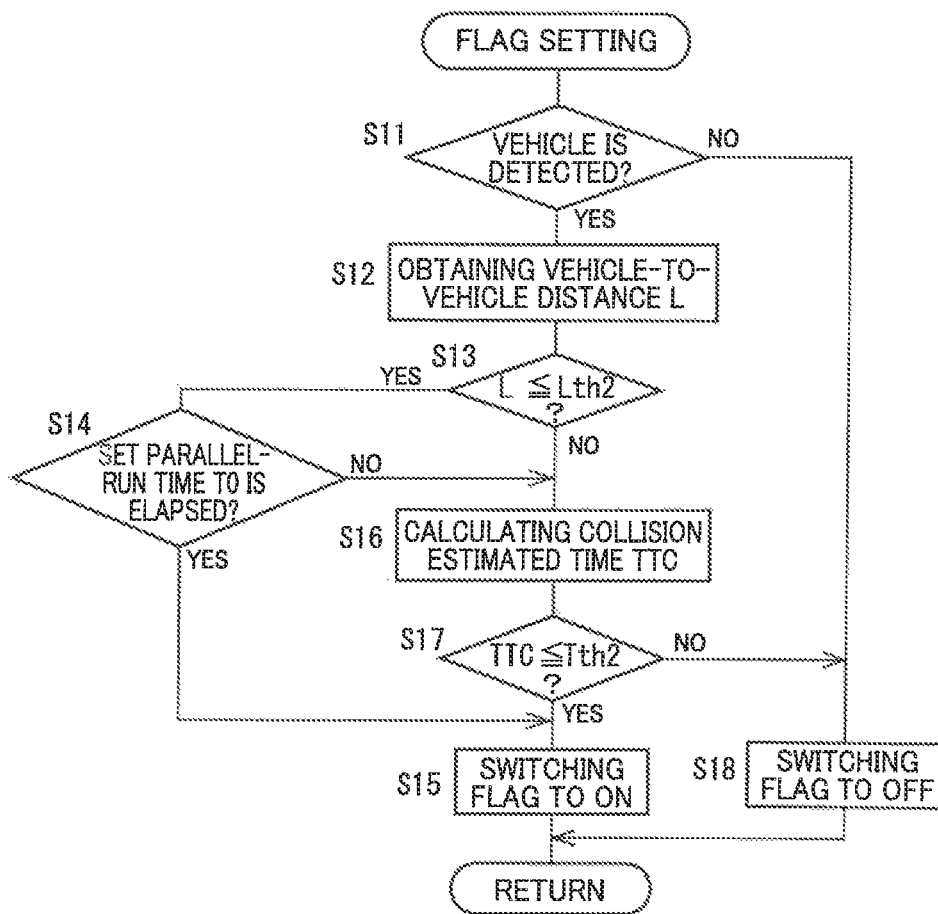 FLAG SETTING
S11
VEHICLE IS
DETECTED?
NO
YES
S12
OBTAINING VEHICLE-TO-
VEHICLE DISTANCE L
S13
YES
L ≦ Lth2
?
NO
S14
SET PARALLEL-
RUN TIME T0 IS
ELAPSED?
NO
YES
S16
CALCULATING COLLISION
ESTIMATED TIME TTC
S17
TTC ≦ Tth2
?
NO
YES
S15
SWITCHING
FLAG TO ON
S18
SWITCHING
FLAG TO OFF
RETURN